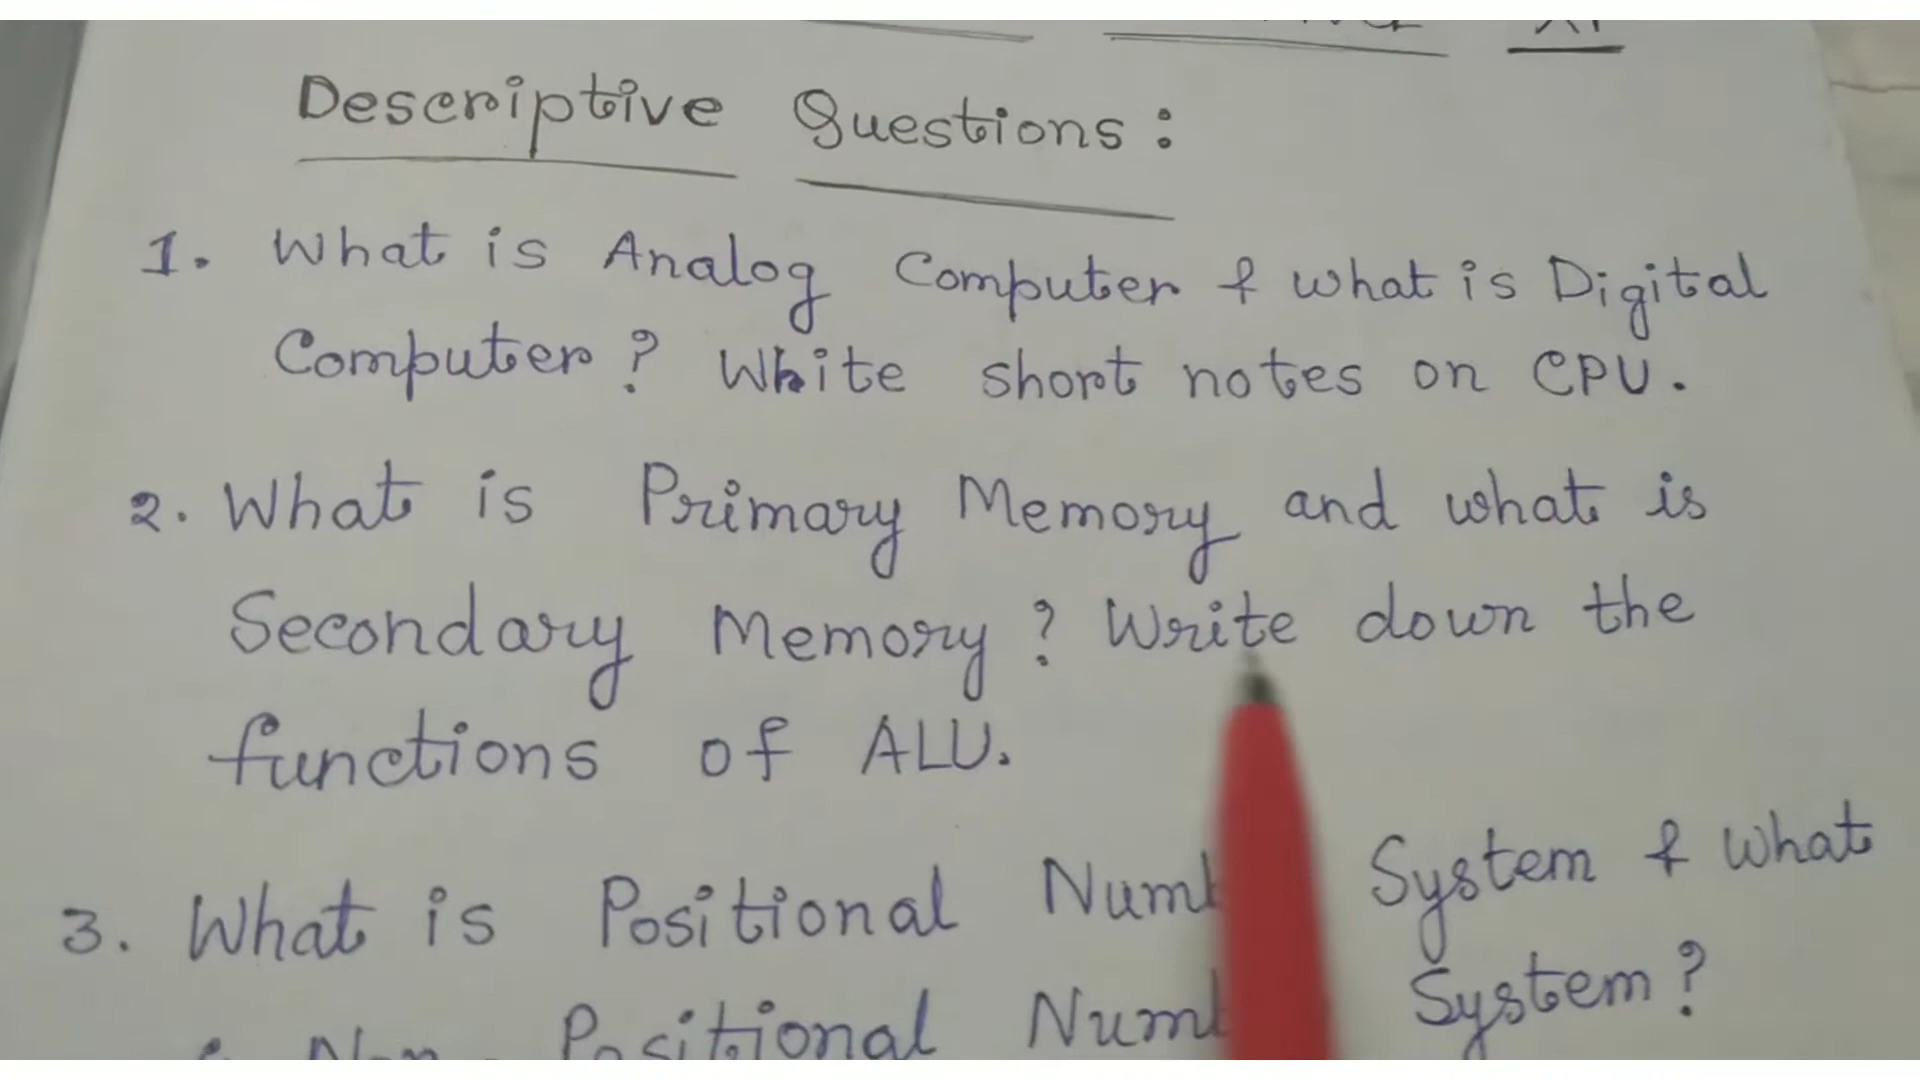 Descriptive Questions:
1. What is Analog Computer & what is Digital
Computer? White short notes on CPU.
2. What is Primary Memory and what is
Secondary Memory? Write down the
functions of ALU.
3. What is Positional System & what
Positional System?